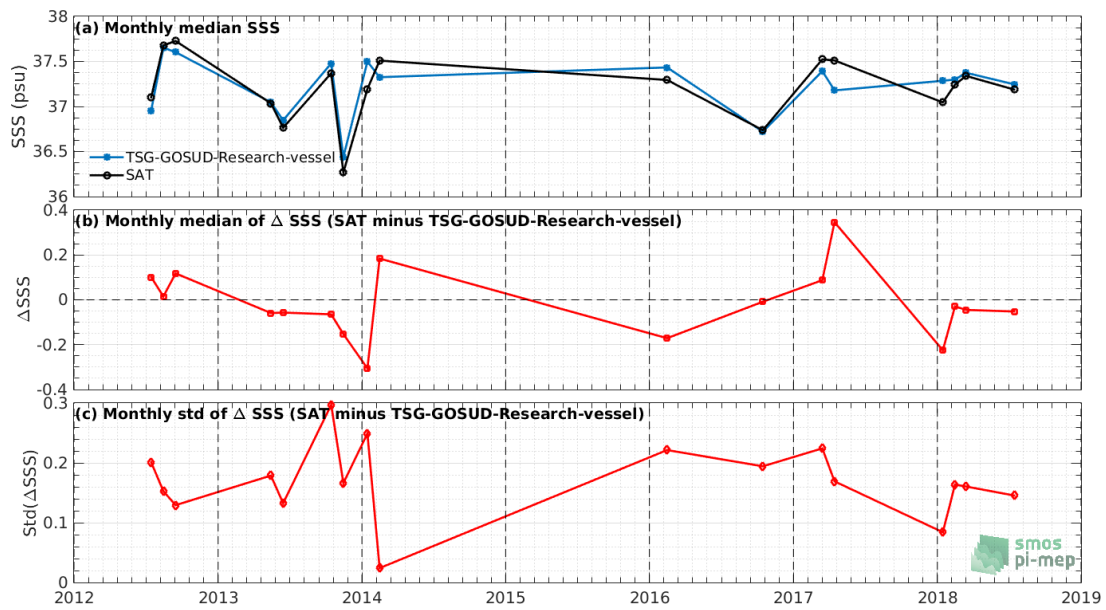 (a) Monthly median SSS
38
37.5
37
36.5
36
SSS (psu)
TSG-GOSUD-Research-vessel
SAT
(b) Monthly median of Δ SSS (SAT minus TSG-GOSUD-Research-vessel)
0.4
0.2
0
-0.2
-0.4
ΔSSS
(c) Monthly std of Δ SSS (SAT minus TSG-GOSUD-Research-vessel)
0.3
0.2
0.1
0
Std(ΔSSS)
smos
pi-mep
2012 2013 2014 2015 2016 2017 2018 2019